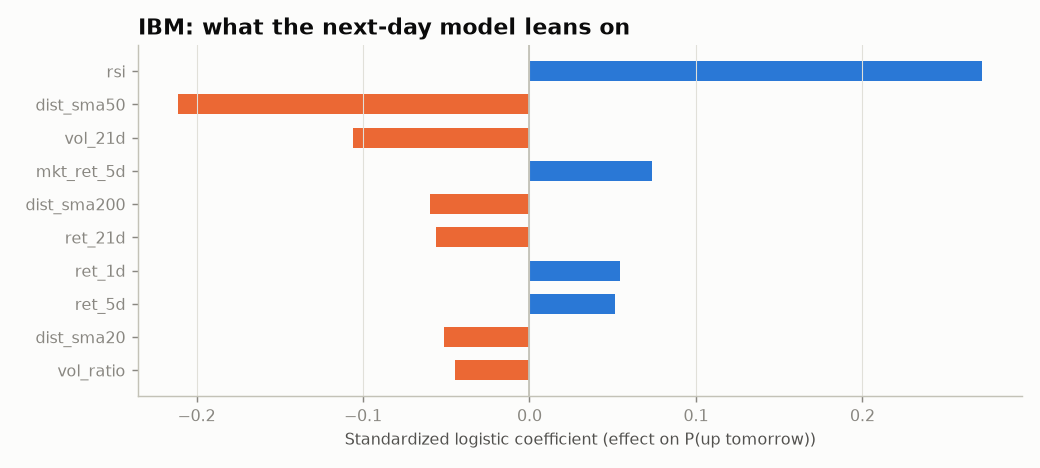 IBM: what the next-day model leans on
rsi
dist_sma50
vol_21d
mkt_ret_5d
dist_sma200
ret_21d
ret_1d
ret_5d
dist_sma20
vol_ratio
−0.2 −0.1 0.0 0.1 0.2
Standardized logistic coefficient (effect on P(up tomorrow))